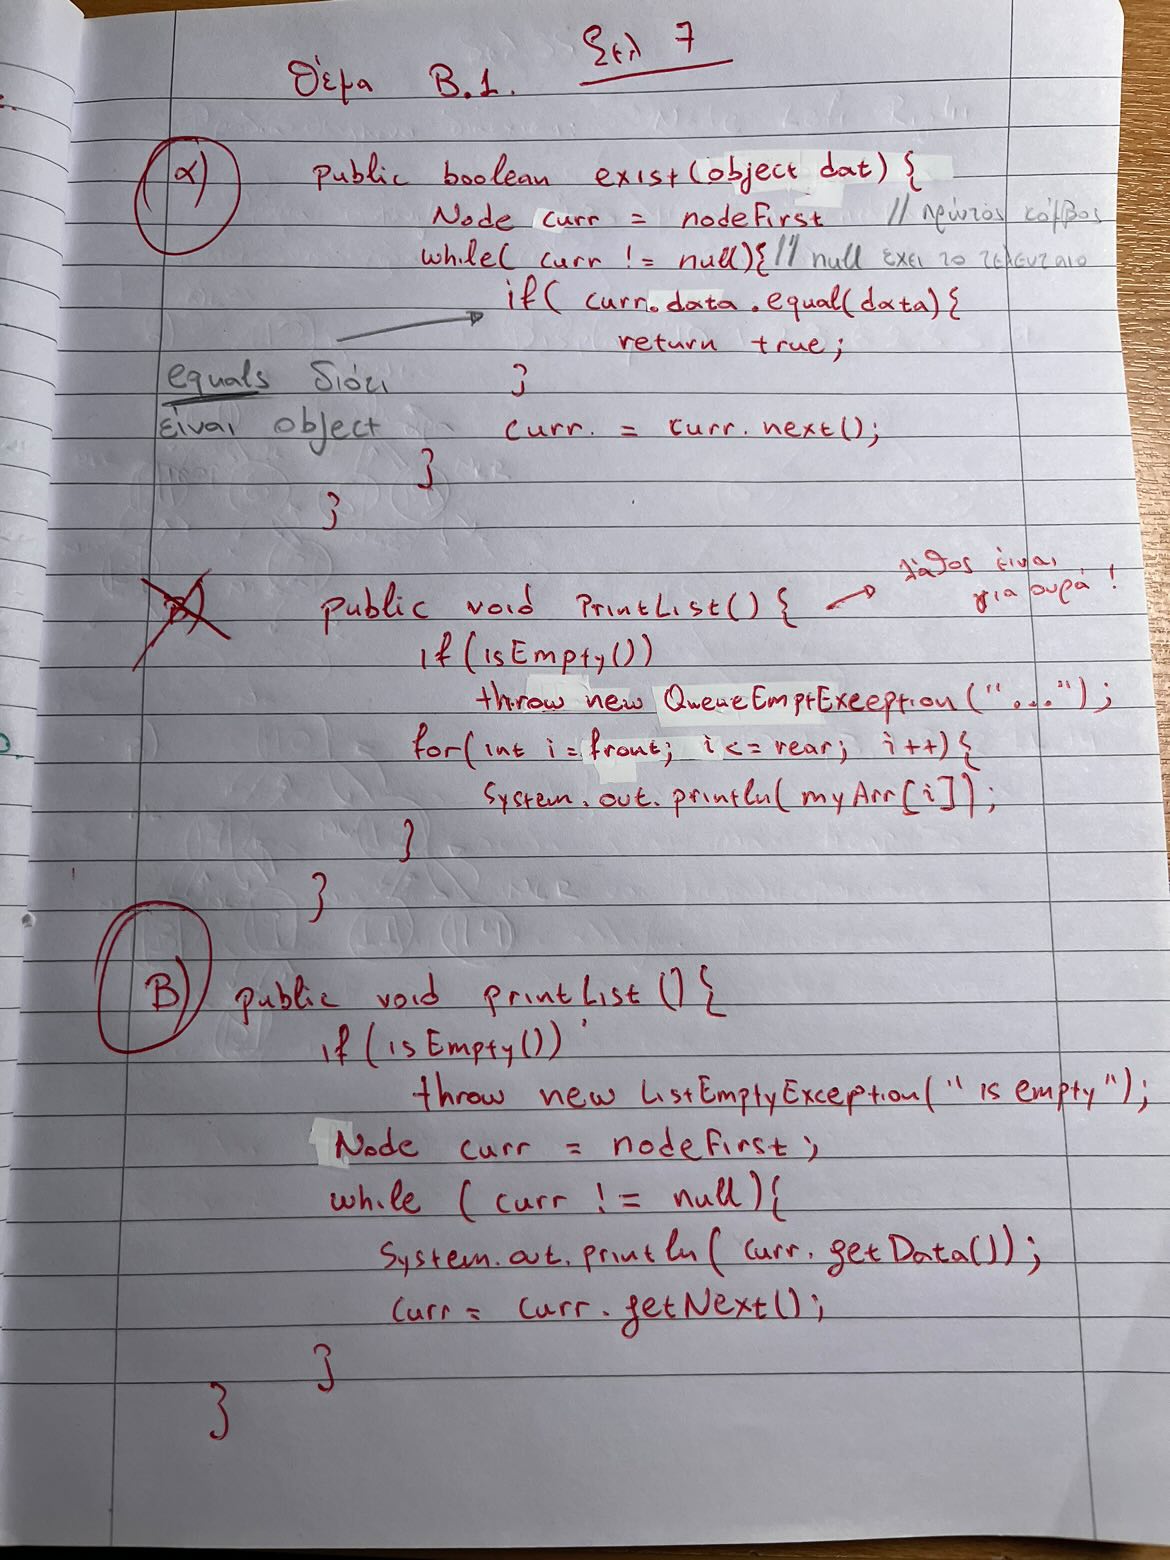 Θέμα B.1. Σελ 7
α) public boolean exist(object dat) {
Node curr = nodeFirst // πρώτος κόμβος
while( curr != null){ // null έχει το τελευταίο
if( curr.data.equal(data){
return true;
equals διότι
}
είναι object
curr. = curr.next();
}
}
B) public void PrintList() { → λάθος είναι
για ουρά !
if (isEmpty())
throw new QueueEmptExeeption("...");
for( int i = front; i <= rear; i++) {
System.out.println( myArr[i]);
}
}
B) public void printList () {
if (isEmpty())
throw new ListEmptyException(" is empty");
Node curr = nodeFirst;
while ( curr != null){
System.out.println( curr.getData());
curr = curr.getNext();
}
}